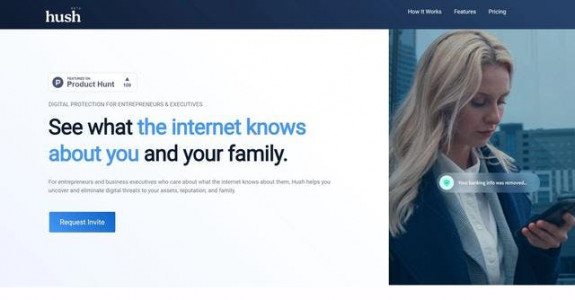 BETA
hush
How It Works Features Pricing
FEATURED ON
Product Hunt
108
DIGITAL PROTECTION FOR ENTREPRENEURS & EXECUTIVES
See what the internet knows
about you and your family.
For entrepreneurs and business executives who care about what the internet knows about them, Hush helps you
uncover and eliminate digital threats to your assets, reputation, and family.
Request Invite
Your banking info was removed...